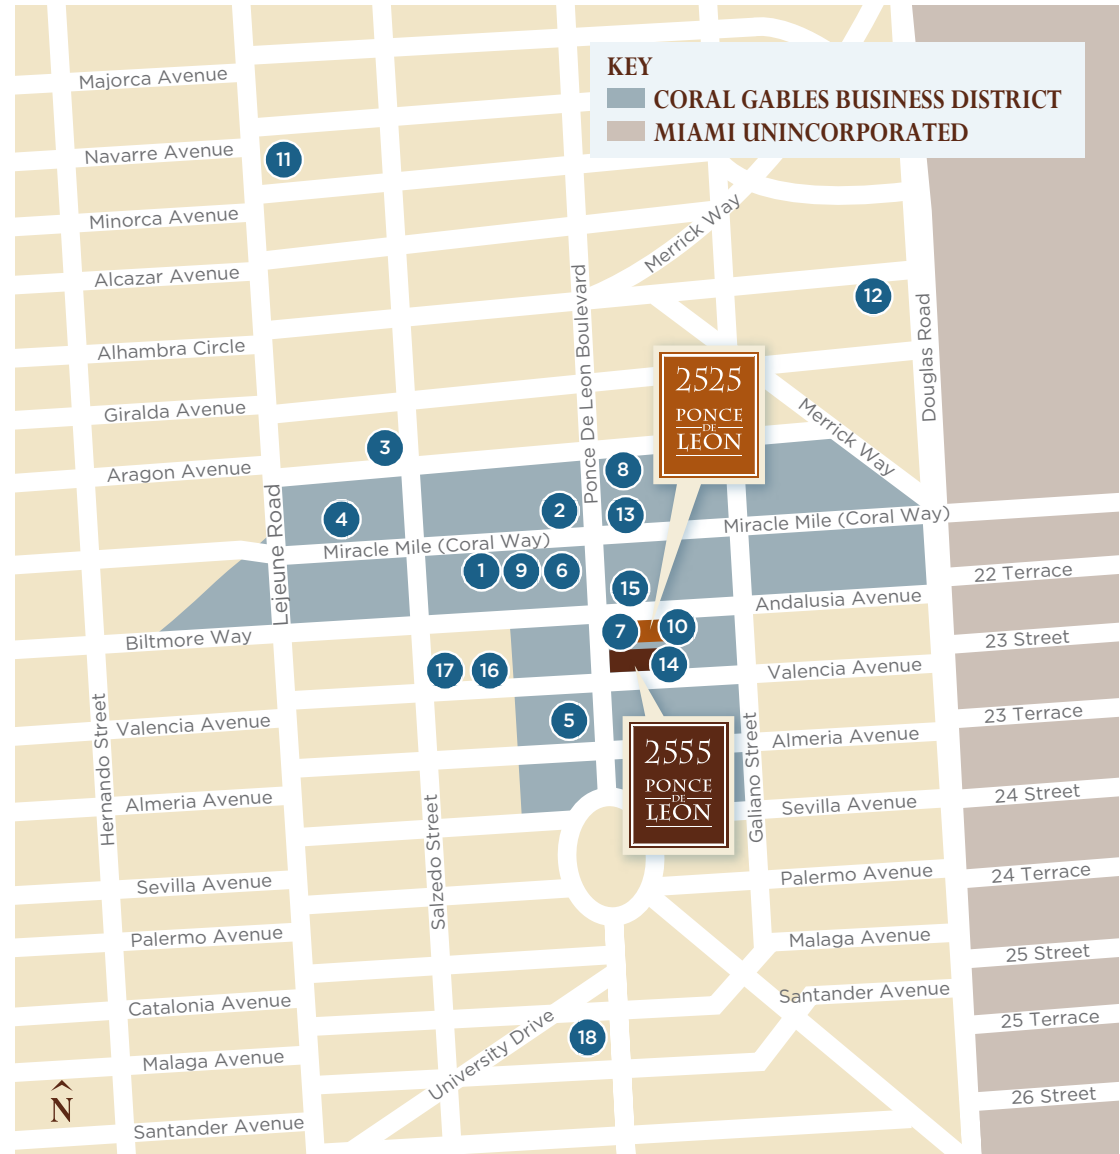 KEY
CORAL GABLES BUSINESS DISTRICT
MIAMI UNINCORPORATED
Majorca Avenue
Navarre Avenue
11
Minorca Avenue
Merrick Way
Alcazar Avenue
12
Ponce De Leon Boulevard
Douglas Road
Alhambra Circle
2525
PONCE
DE
LEON
Giralda Avenue
Merrick Way
3
Aragon Avenue
8
Lejeune Road
4
2
13
Miracle Mile (Coral Way)
Miracle Mile (Coral Way)
1
9
6
15
22 Terrace
Andalusia Avenue
Biltmore Way
7
10
23 Street
17
16
14
Valencia Avenue
Hernando Street
Valencia Avenue
5
23 Terrace
Almeria Avenue
Galiano Street
2555
PONCE
DE
LEON
Almeria Avenue
Salzedo Street
Sevilla Avenue
24 Street
Sevilla Avenue
Palermo Avenue
24 Terrace
Palermo Avenue
Malaga Avenue
25 Street
Catalonia Avenue
Santander Avenue
University Drive
18
25 Terrace
Malaga Avenue
N
26 Street
Santander Avenue